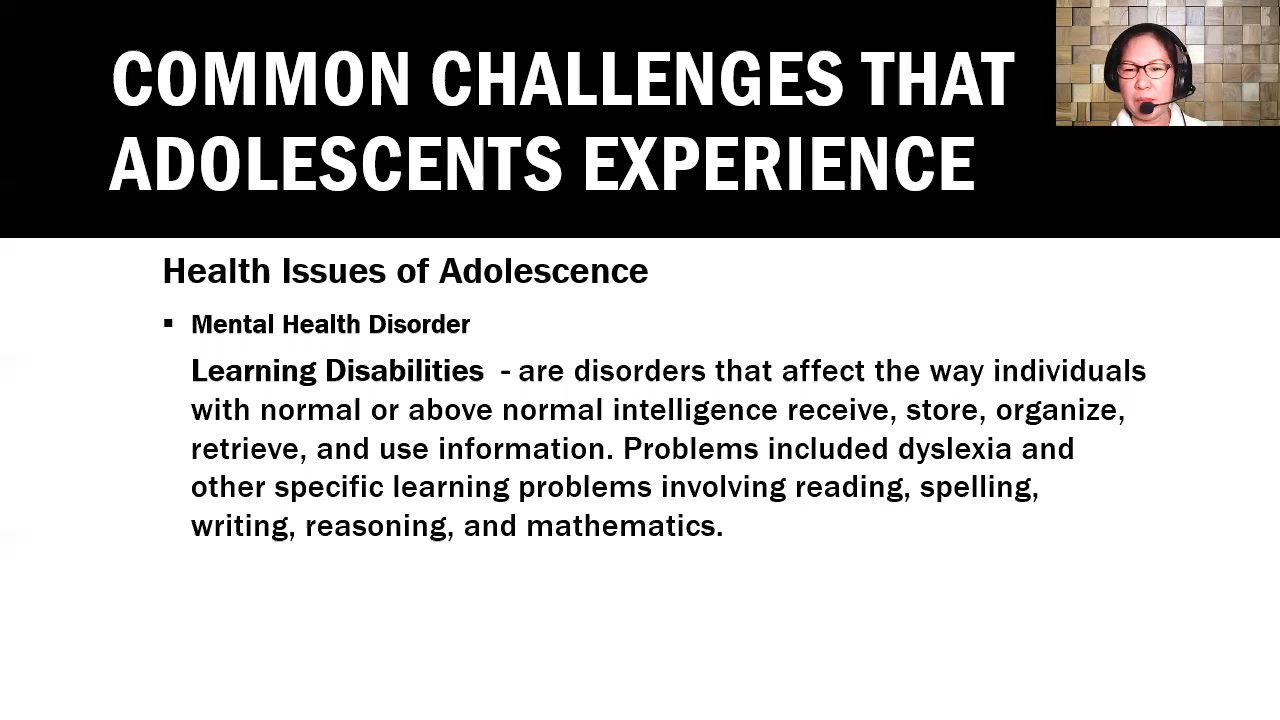 COMMON CHALLENGES THAT
ADOLESCENTS EXPERIENCE
Health Issues of Adolescence
▪ Mental Health Disorder
Learning Disabilities - are disorders that affect the way individuals
with normal or above normal intelligence receive, store, organize,
retrieve, and use information. Problems included dyslexia and
other specific learning problems involving reading, spelling,
writing, reasoning, and mathematics.